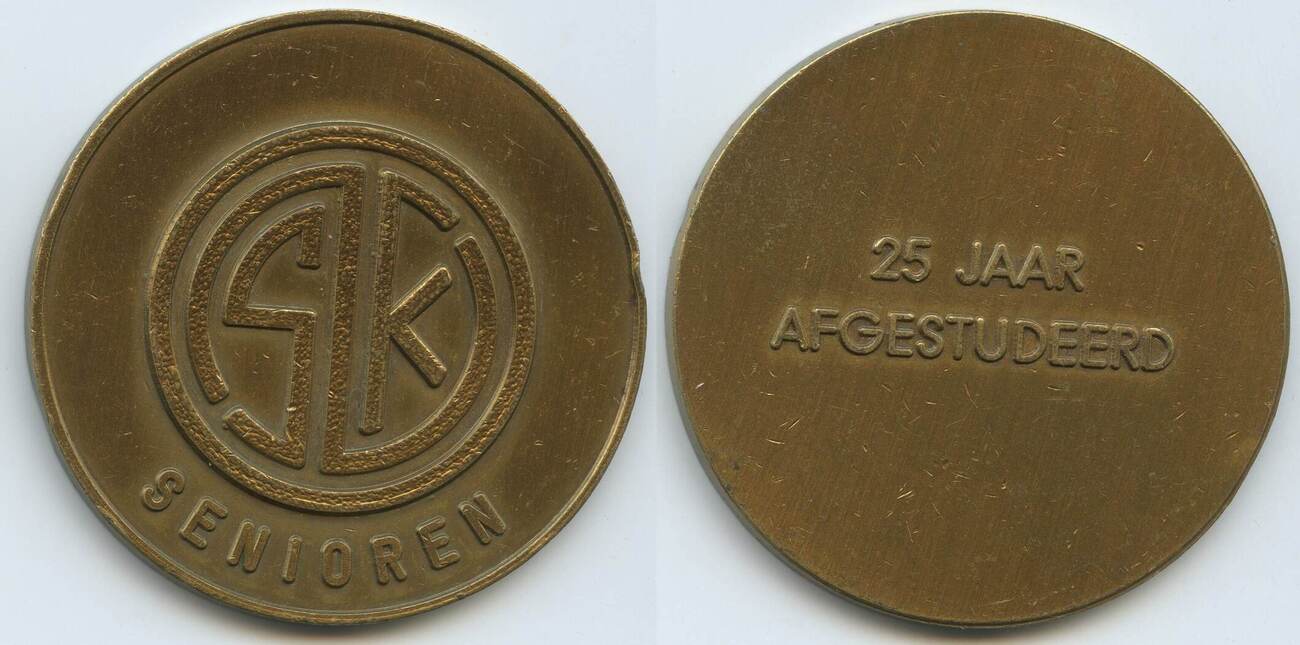 SK
SENIOREN
25 JAAR
AFGESTUDEERD